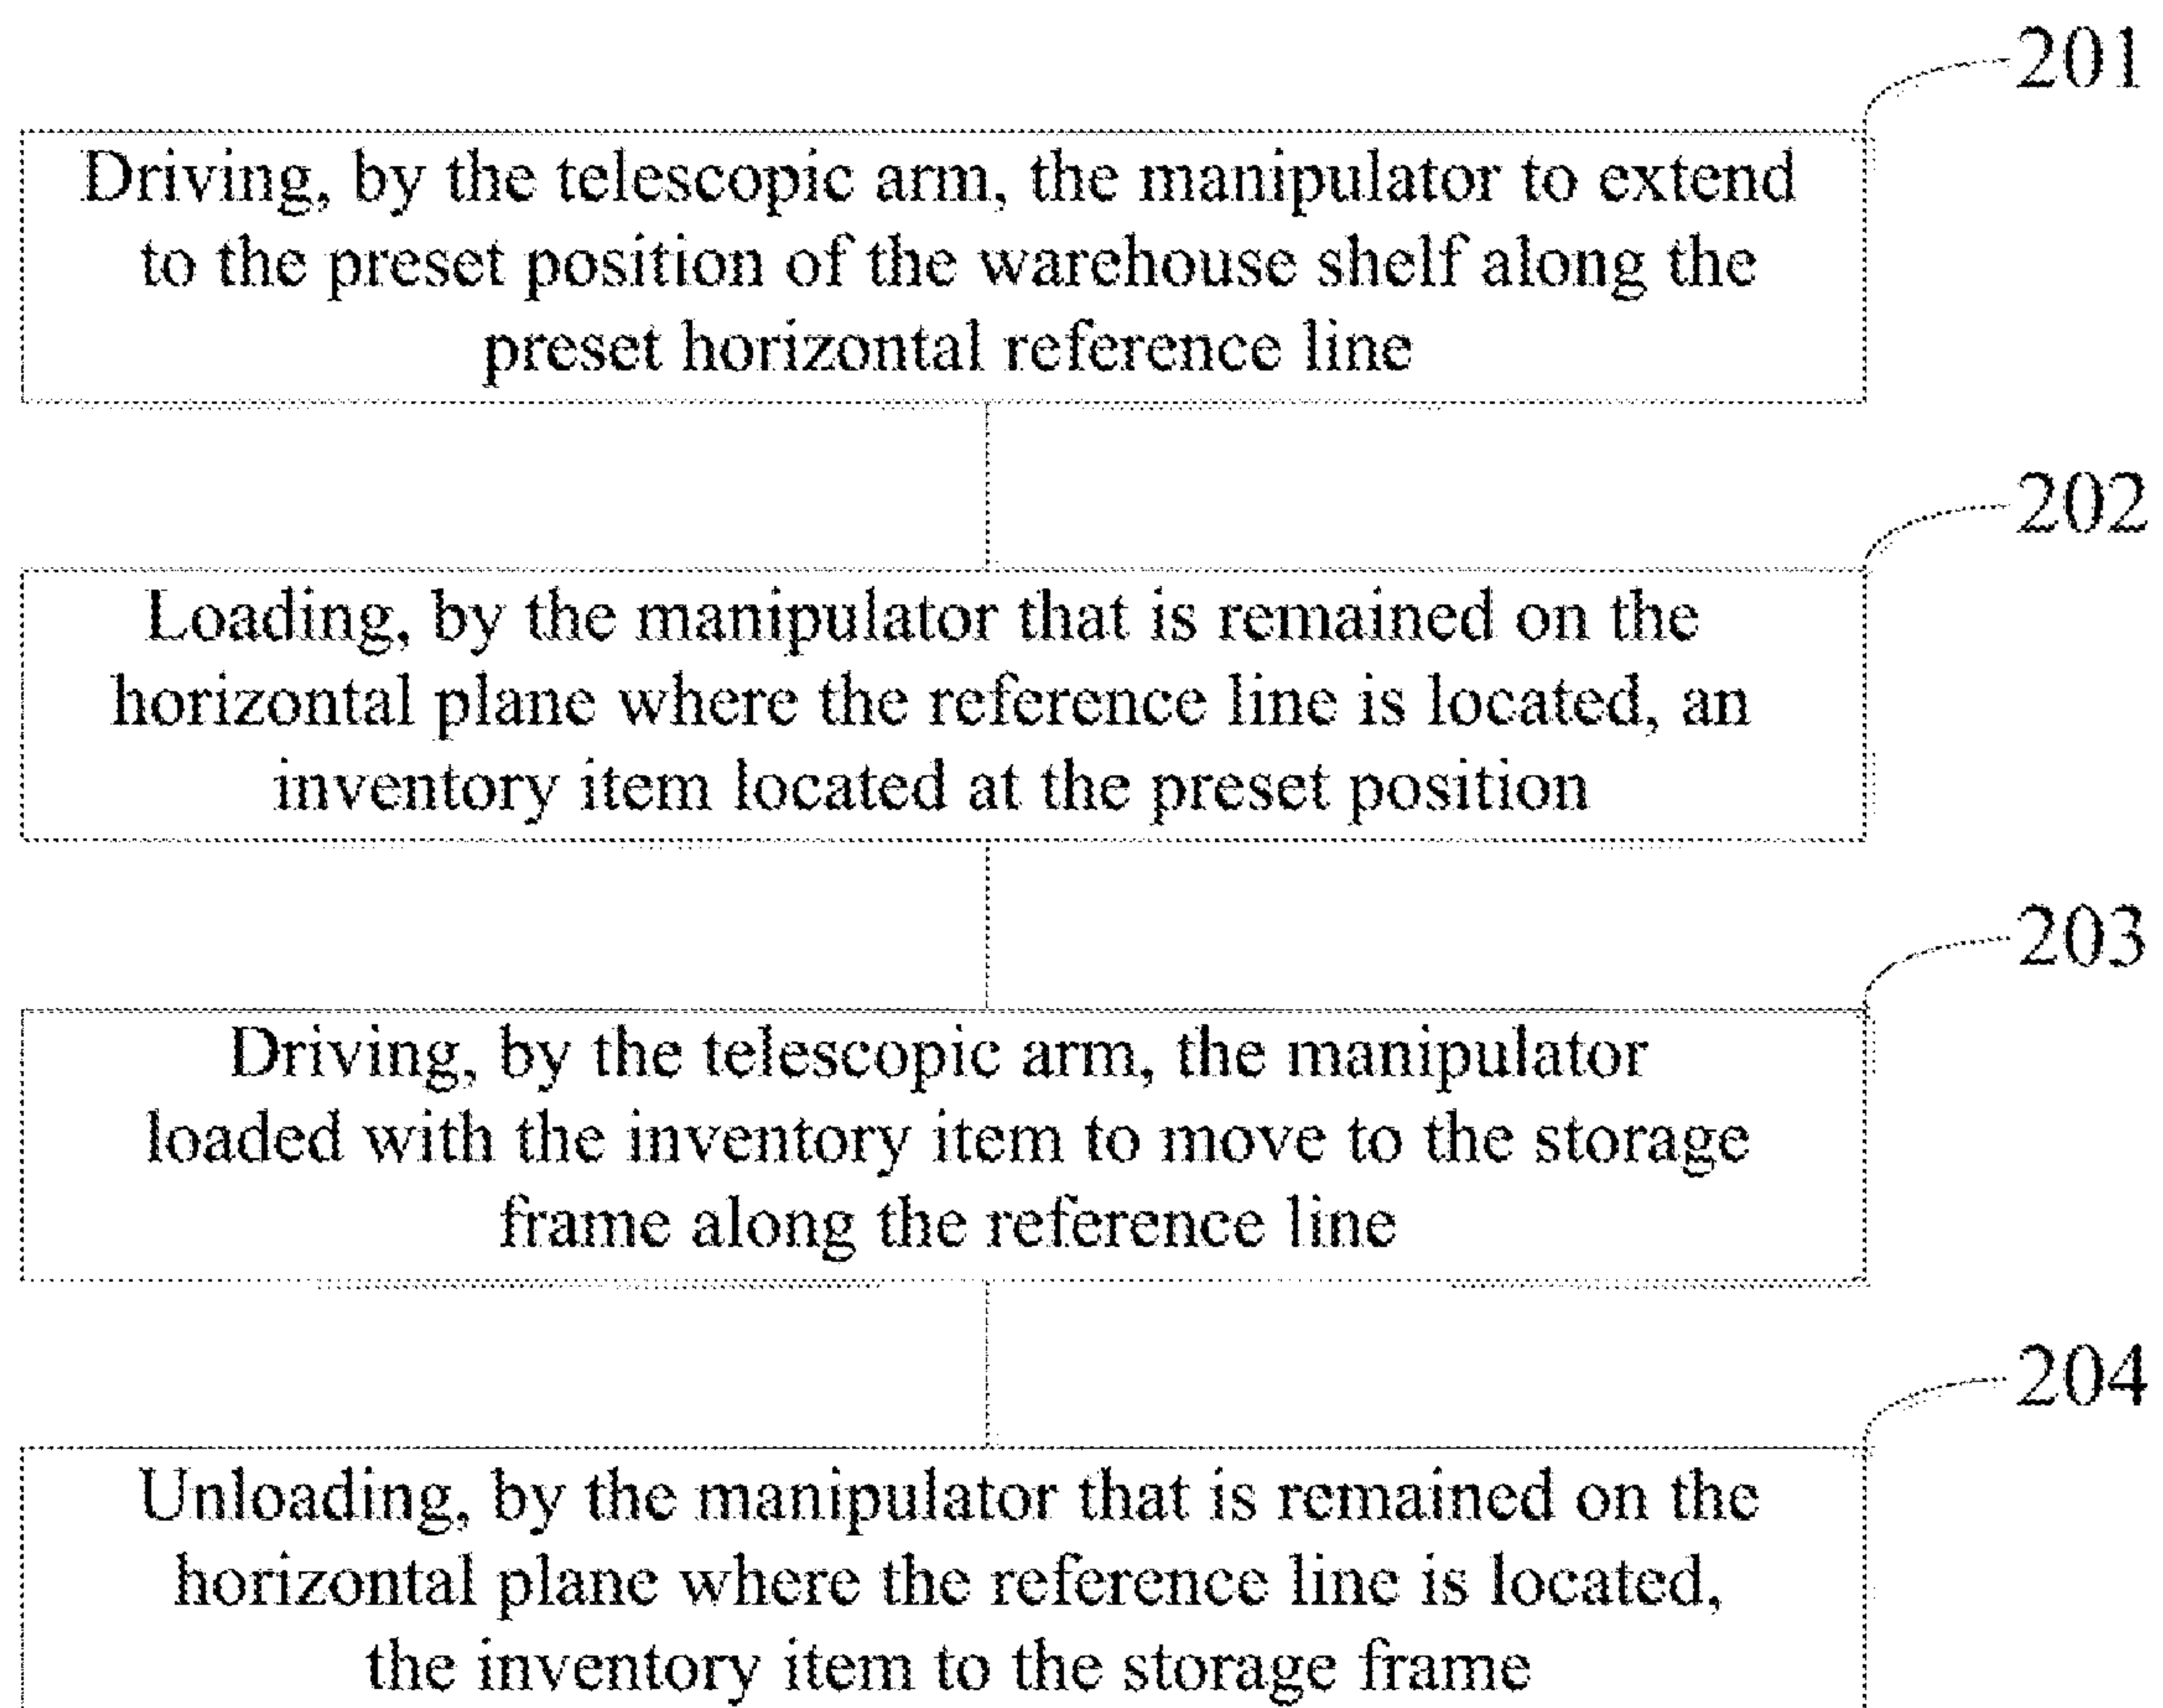 201
Driving, by the telescopic arm, the manipulator to extend
to the preset position of the warehouse shelf along the
preset horizontal reference line
202
Loading, by the manipulator that is remained on the
horizontal plane where the reference line is located, an
inventory item located at the preset position
203
Driving, by the telescopic arm, the manipulator
loaded with the inventory item to move to the storage
frame along the reference line
204
Unloading, by the manipulator that is remained on the
horizontal plane where the reference line is located,
the inventory item to the storage frame